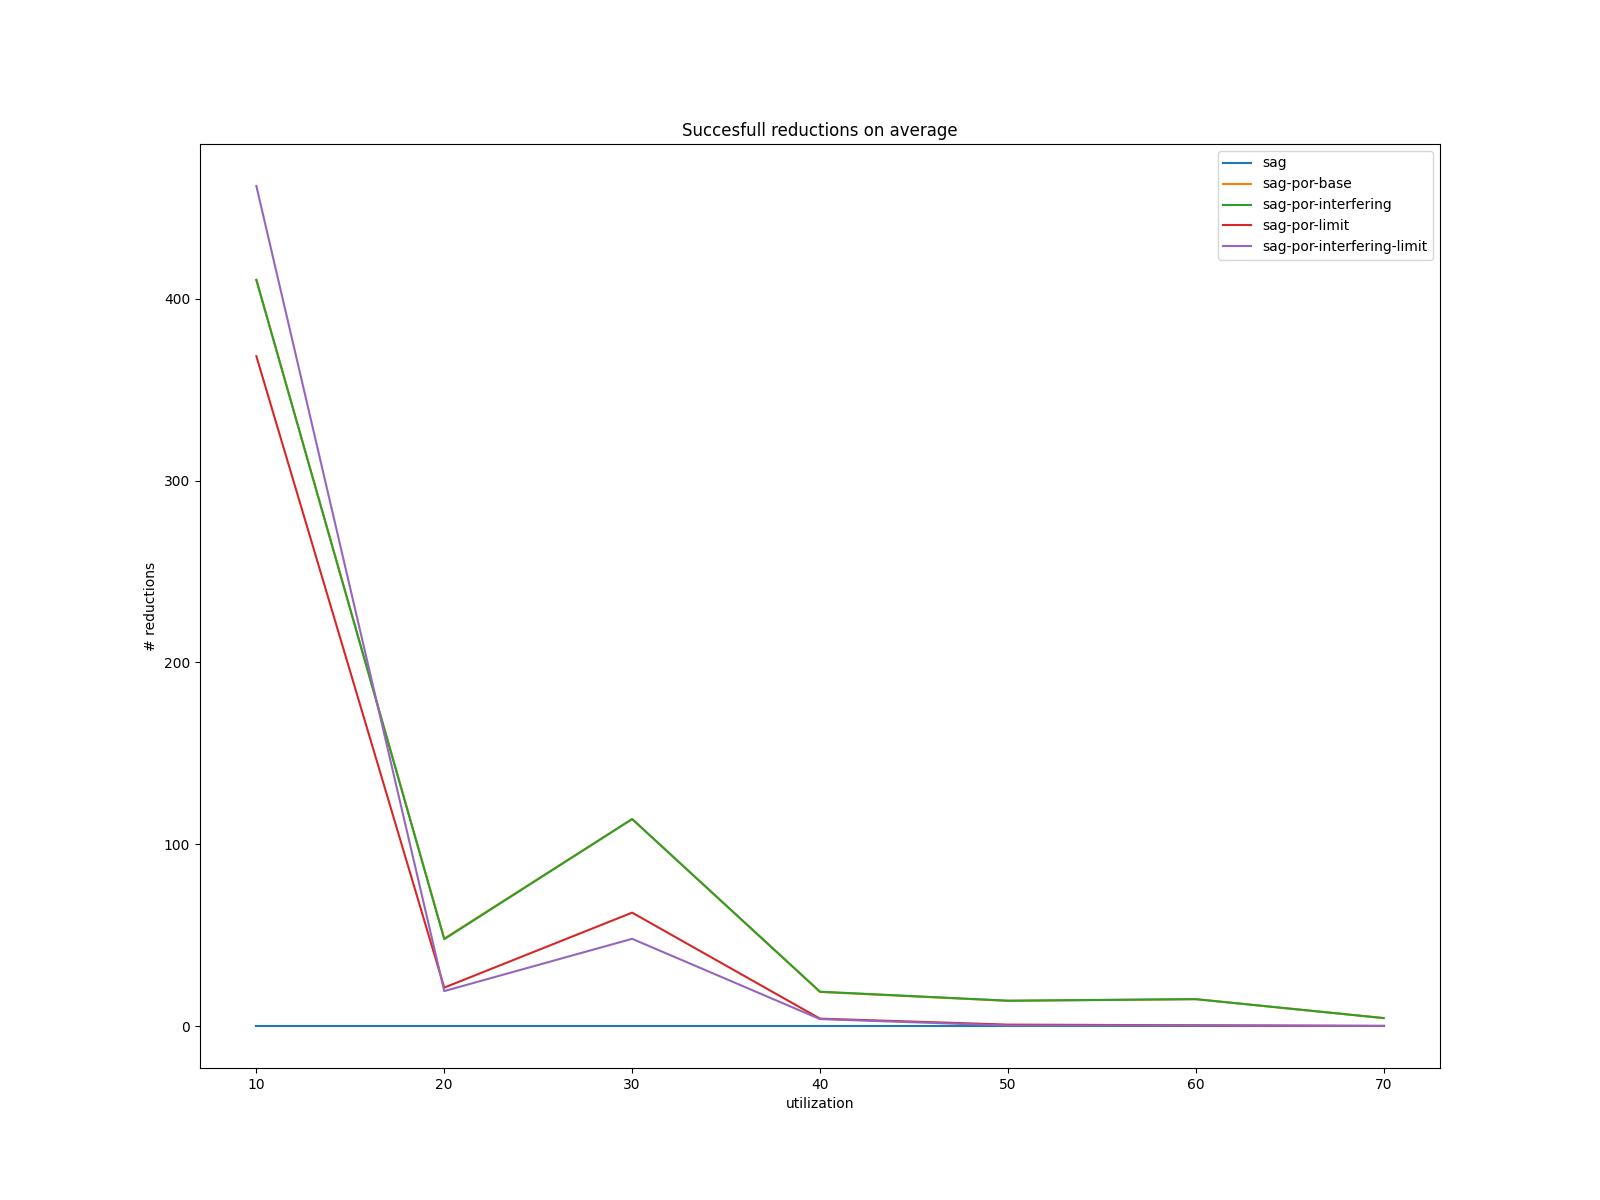 Succesfull reductions on average
sag
sag-por-base
sag-por-interfering
sag-por-limit
sag-por-interfering-limit
# reductions
400
300
200
100
0
10 20 30 40 50 60 70
utilization